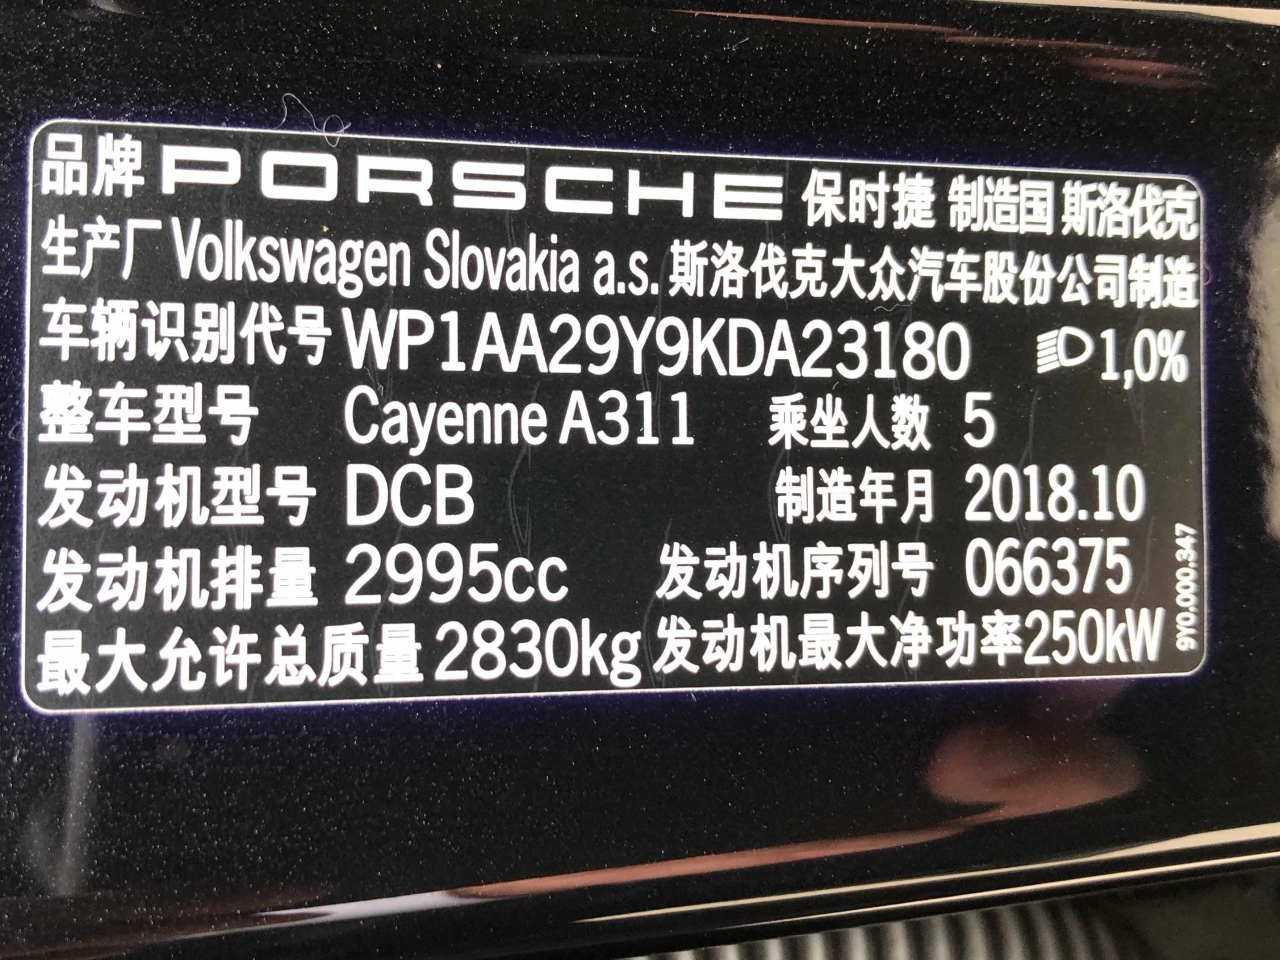 品牌 PORSCHE 保时捷 制造国 斯洛伐克
生产厂 Volkswagen Slovakia a.s. 斯洛伐克大众汽车股份公司制造
车辆识别代号 WP1AA29Y9KDA23180 1,0%
整车型号 Cayenne A311 乘坐人数 5
发动机型号 DCB 制造年月 2018.10
发动机排量 2995cc 发动机序列号 066375
最大允许总质量 2830kg 发动机最大净功率 250kW
9Y0.000.347